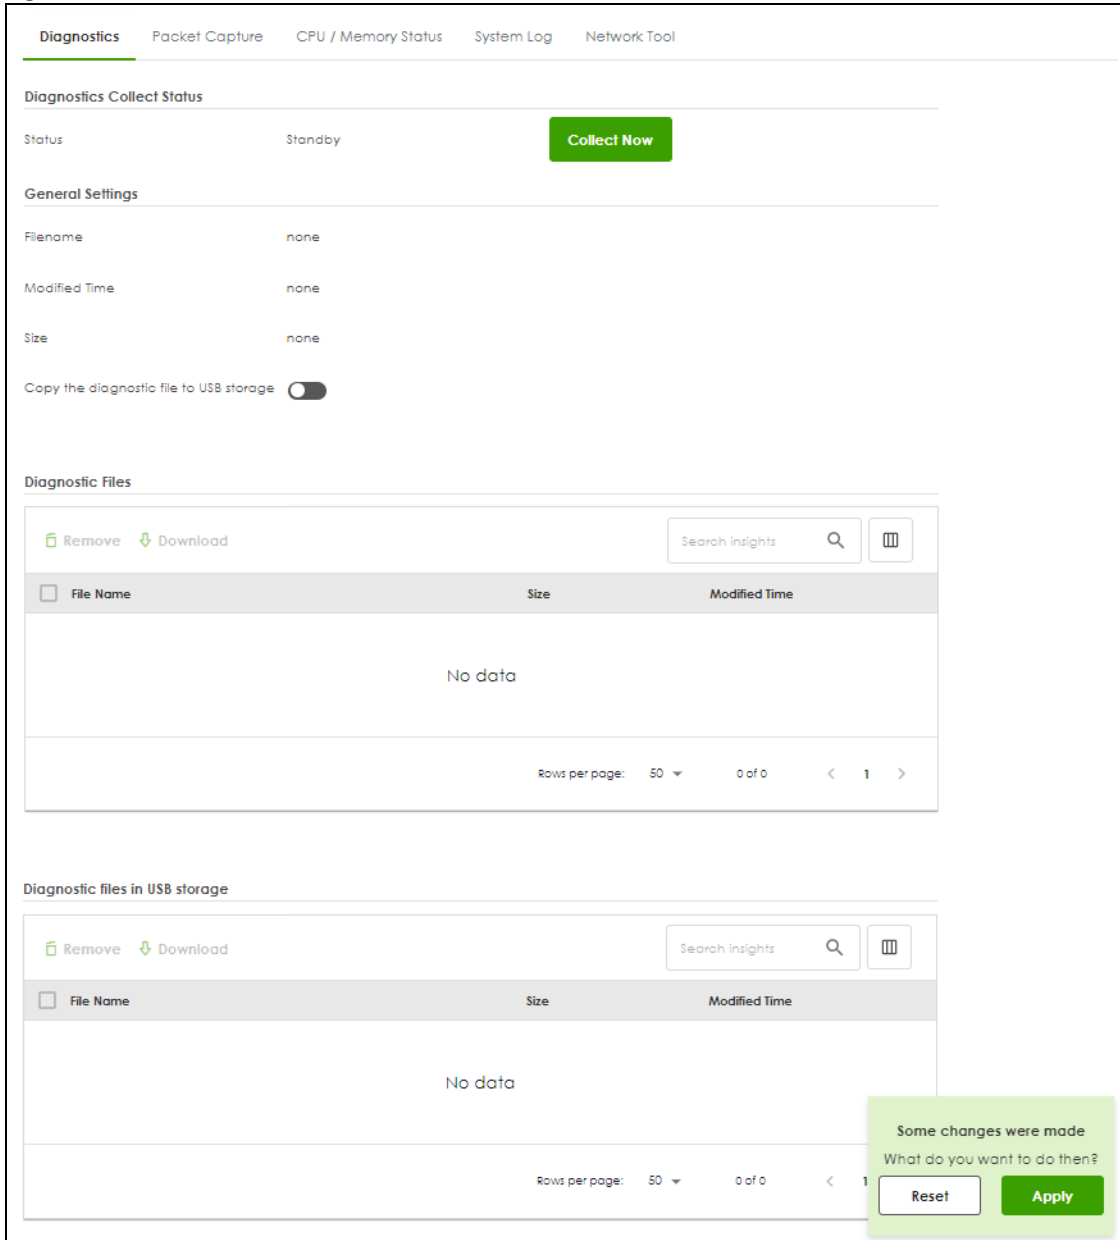 Diagnostics Packet Capture CPU / Memory Status System Log Network Tool
Diagnostics Collect Status
Status Standby Collect Now
General Settings
Filename none
Modified Time none
Size none
Copy the diagnostic file to USB storage
Diagnostic Files
Remove Download Search insights
File Name Size Modified Time
No data
Rows per page: 50 0 of 0 < 1 >
Diagnostic files in USB storage
Remove Download Search insights
File Name Size Modified Time
No data
Rows per page: 50 0 of 0 < 1
Some changes were made
What do you want to do then?
Reset Apply